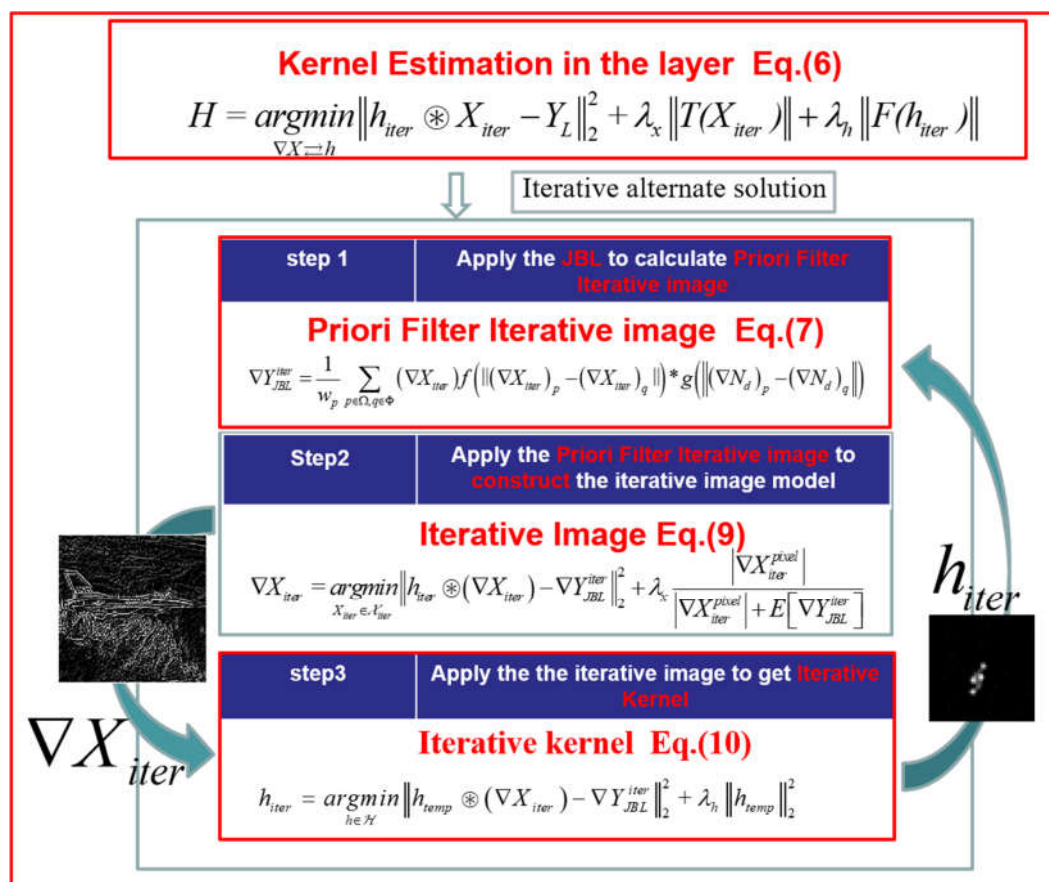 Kernel Estimation in the layer Eq.(6)
H = argmin ∇X⇄h ‖h_iter ⊛ X_iter − Y_L‖₂² + λ_x ‖T(X_iter)‖ + λ_h ‖F(h_iter)‖
Iterative alternate solution
step 1
Apply the JBL to calculate Priori Filter
Iterative image
Priori Filter Iterative image Eq.(7)
∇Y_JBL^iter = 1/w_p ∑ p∈Ω,q∈Φ (∇X_iter) f(‖(∇X_iter)_p − (∇X_iter)_q‖) * g(‖(∇N_d)_p − (∇N_d)_q‖)
Step2
Apply the Priori Filter Iterative image to
construct the iterative image model
Iterative Image Eq.(9)
∇X_iter = argmin X_iter∈𝒳_iter ‖h_iter ⊛ (∇X_iter) − ∇Y_JBL^iter‖₂² + λ_x |∇X_iter^pixel| / (|∇X_iter^pixel| + E[∇Y_JBL^iter])
step3
Apply the the iterative image to get Iterative
Kernel
Iterative kernel Eq.(10)
h_iter = argmin h∈ℋ ‖h_temp ⊛ (∇X_iter) − ∇Y_JBL^iter‖₂² + λ_h ‖h_temp‖₂²
∇X_iter
h_iter